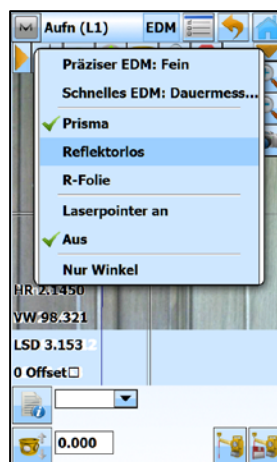 Aufn (L1) EDM
Präziser EDM: Fein
Schnelles EDM: Dauermess...
Prisma
Reflektorlos
R-Folie
Laserpointer an
Aus
Nur Winkel
HR 2.1450
VW 98.321
LSD 3.153
0 Offset
0.000